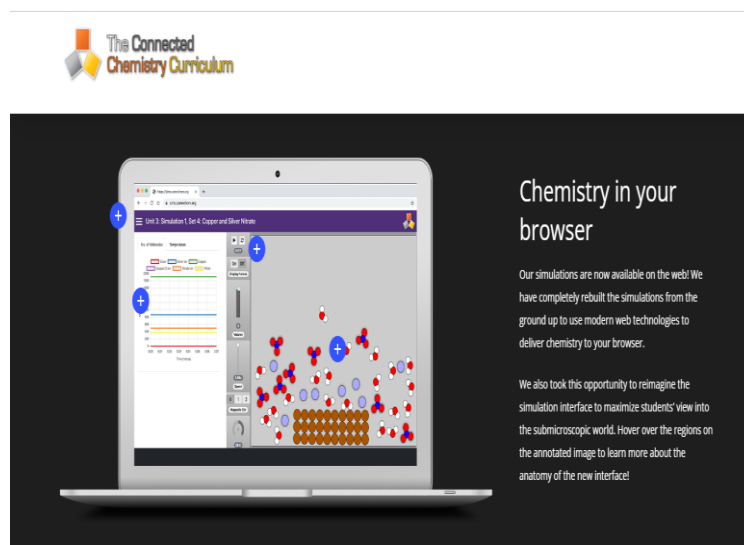 The Connected
Chemistry Curriculum
Unit 3: Simulation 1, Set 4: Copper and Silver Nitrate
Chemistry in your
browser
Our simulations are now available on the web! We
have completely rebuilt the simulations from the
ground up to use modern web technologies to
deliver chemistry to your browser.
We also took this opportunity to reimagine the
simulation interface to maximize students' view into
the submicroscopic world. Hover over the regions on
the annotated image to learn more about the
anatomy of the new interface!